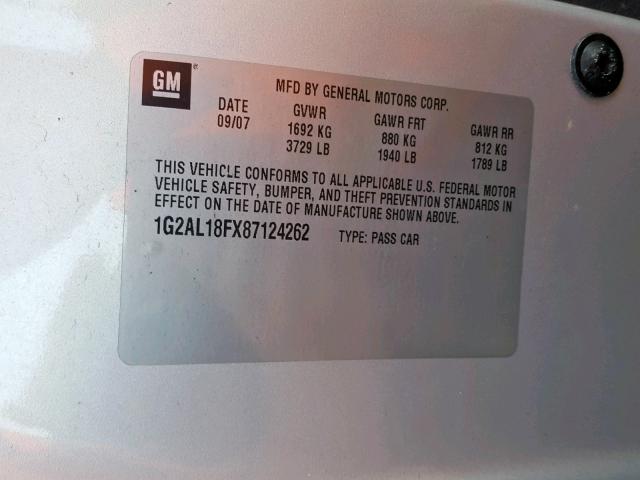 GM ®
MFD BY GENERAL MOTORS CORP.
DATE GVWR GAWR FRT GAWR RR
09/07 1692 KG 880 KG 812 KG
3729 LB 1940 LB 1789 LB
THIS VEHICLE CONFORMS TO ALL APPLICABLE U.S. FEDERAL MOTOR
VEHICLE SAFETY, BUMPER, AND THEFT PREVENTION STANDARDS IN
EFFECT ON THE DATE OF MANUFACTURE SHOWN ABOVE.
1G2AL18FX87124262 TYPE: PASS CAR